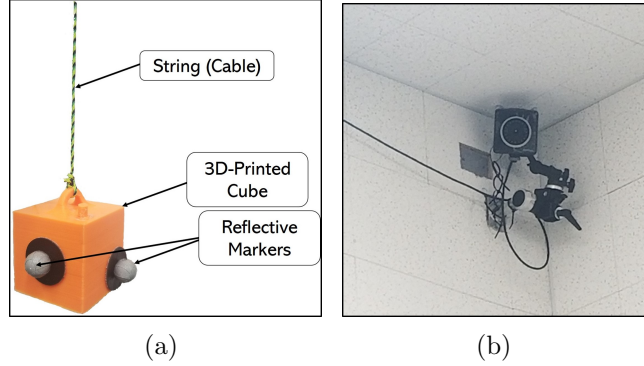 String (Cable)
3D-Printed
Cube
Reflective
Markers
(a)
(b)